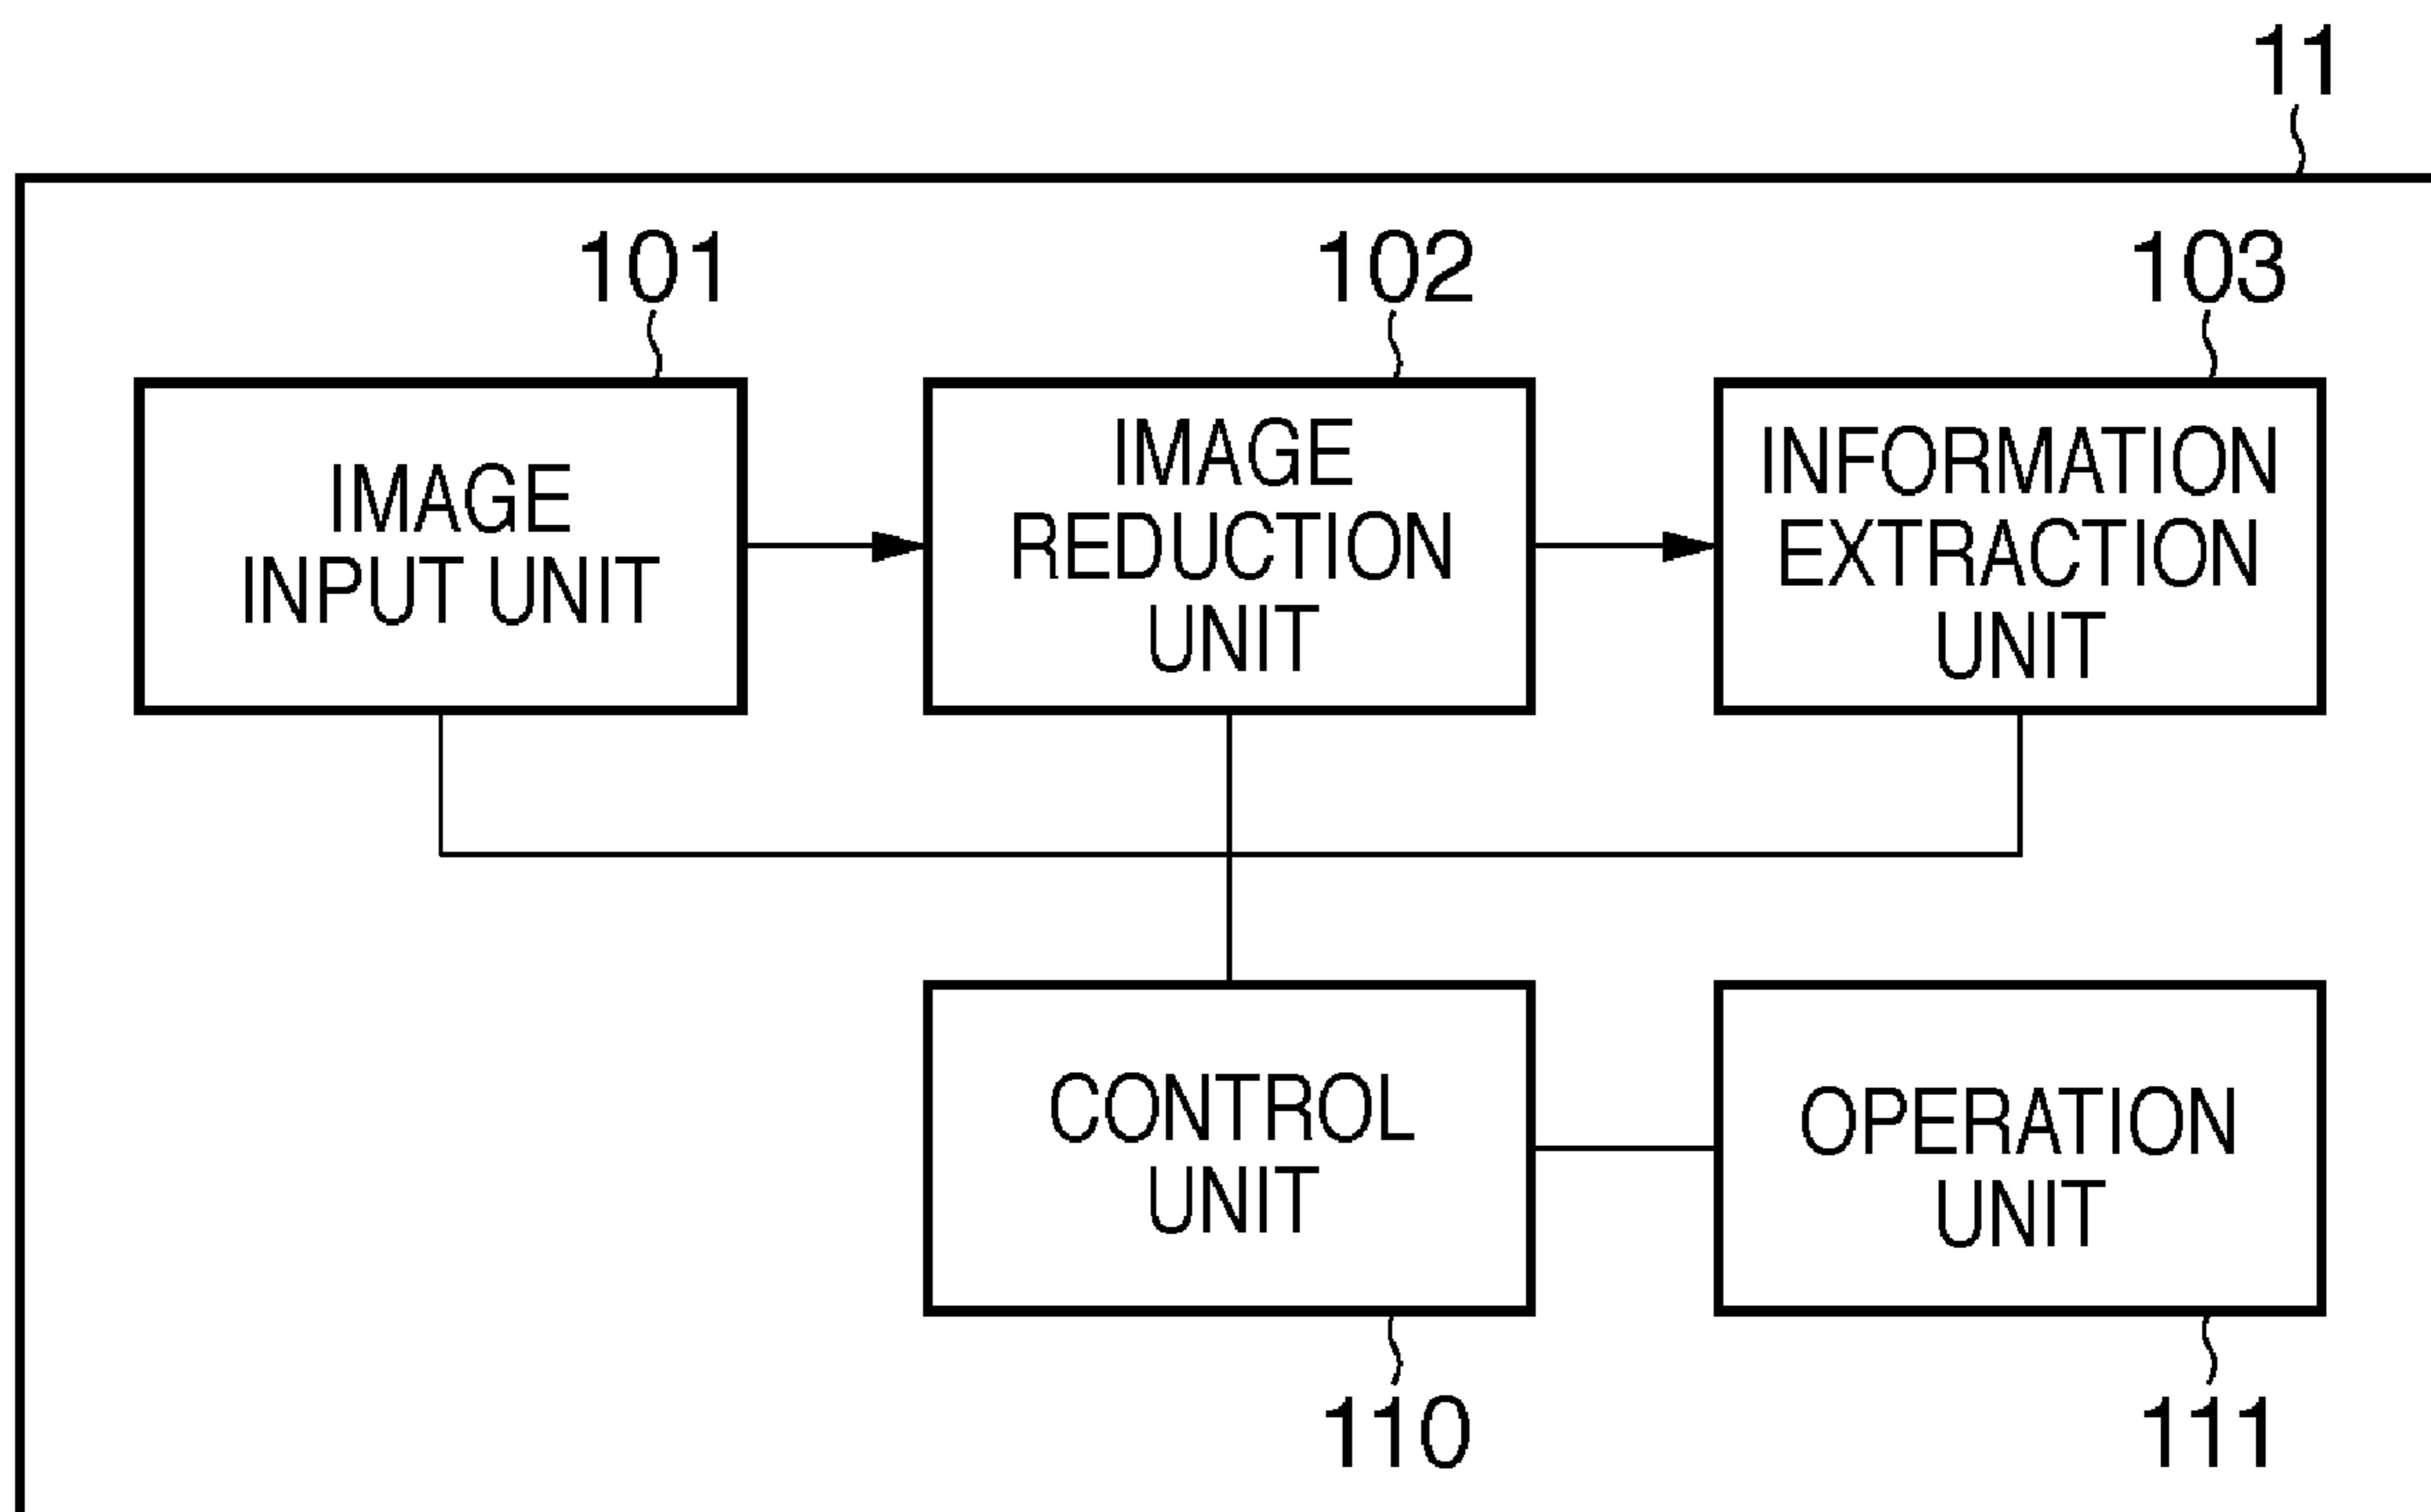 11
101
102
103
IMAGE
INPUT UNIT
IMAGE
REDUCTION
UNIT
INFORMATION
EXTRACTION
UNIT
CONTROL
UNIT
OPERATION
UNIT
110
111